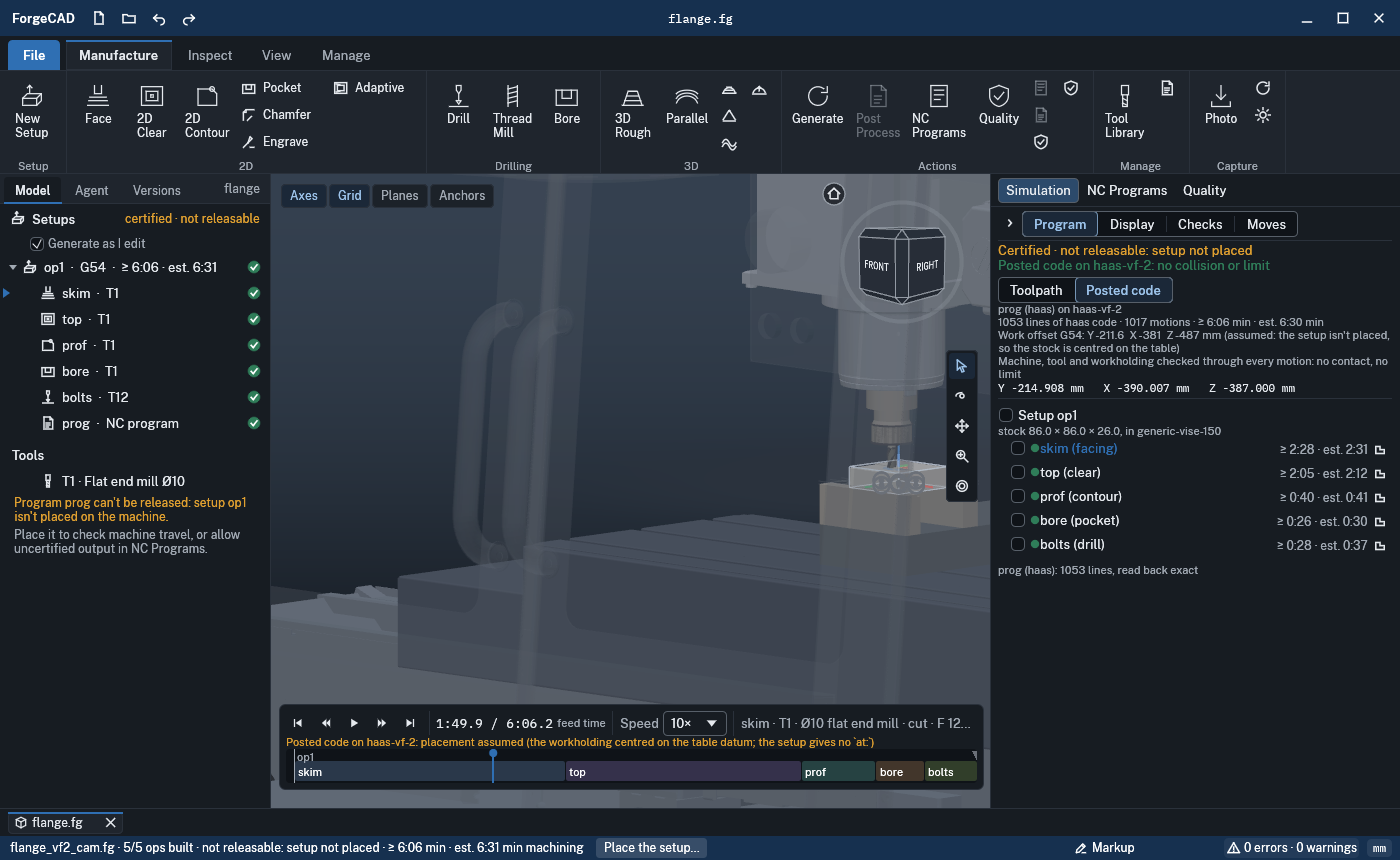 ForgeCAD
flange.fg
File
Manufacture
Inspect
View
Manage
New Setup
Setup
Face
2D Clear
2D Contour
Pocket
Chamfer
Engrave
Adaptive
2D
Drill
Thread Mill
Bore
Drilling
3D Rough
Parallel
3D
Generate
Post Process
NC Programs
Quality
Actions
Tool Library
Manage
Photo
Capture
Model
Agent
Versions
flange
Setups
certified · not releasable
Generate as I edit
op1 · G54 · ≥ 6:06 · est. 6:31
skim · T1
top · T1
prof · T1
bore · T1
bolts · T12
prog · NC program
Tools
T1 · Flat end mill Ø10
Program prog can't be released: setup op1
isn't placed on the machine.
Place it to check machine travel, or allow
uncertified output in NC Programs.
Axes
Grid
Planes
Anchors
FRONT
RIGHT
1:49.9 / 6:06.2 feed time
Speed
10×
skim · T1 · Ø10 flat end mill · cut · F 12...
Posted code on haas-vf-2: placement assumed (the workholding centred on the table datum; the setup gives no `at:`)
op1
skim
top
prof
bore
bolts
Simulation
NC Programs
Quality
Program
Display
Checks
Moves
Certified · not releasable: setup not placed
Posted code on haas-vf-2: no collision or limit
Toolpath
Posted code
prog (haas) on haas-vf-2
1053 lines of haas code · 1017 motions · ≥ 6:06 min · est. 6:30 min
Work offset G54: Y -211.6 X -381 Z -487 mm (assumed: the setup isn't placed,
so the stock is centred on the table)
Machine, tool and workholding checked through every motion: no contact, no
limit
Y -214.908 mm X -390.007 mm Z -387.000 mm
Setup op1
stock 86.0 × 86.0 × 26.0, in generic-vise-150
skim (facing) ≥ 2:28 · est. 2:31
top (clear) ≥ 2:05 · est. 2:12
prof (contour) ≥ 0:40 · est. 0:41
bore (pocket) ≥ 0:26 · est. 0:30
bolts (drill) ≥ 0:28 · est. 0:37
prog (haas): 1053 lines, read back exact
flange.fg
flange_vf2_cam.fg · 5/5 ops built · not releasable: setup not placed · ≥ 6:06 min · est. 6:31 min machining
Place the setup...
Markup
0 errors · 0 warnings
mm